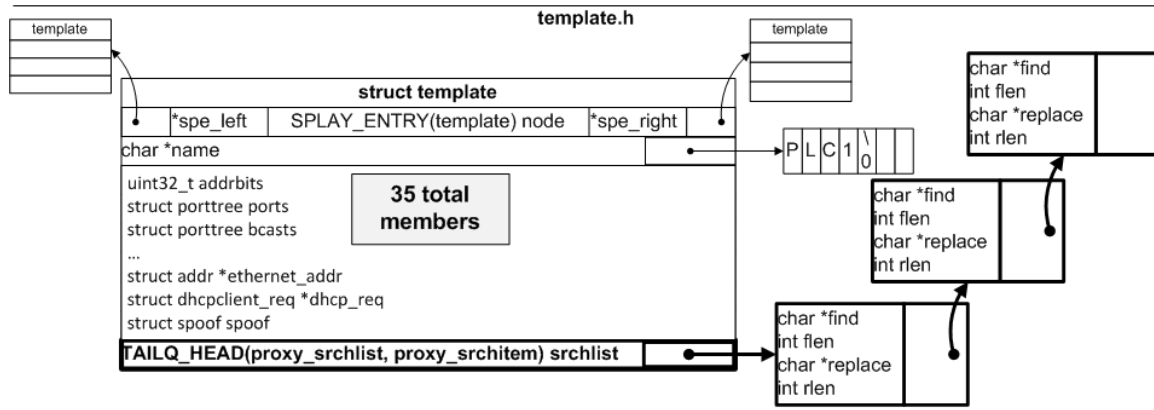 template.h
template
template
struct template
*spe_left SPLAY_ENTRY(template) node *spe_right
char *name
P L C 1 \0
uint32_t addrbits
struct porttree ports
struct porttree bcasts
...
struct addr *ethernet_addr
struct dhcpclient_req *dhcp_req
struct spoof spoof
35 total
members
TAILQ_HEAD(proxy_srchlist, proxy_srchitem) srchlist
char *find
int flen
char *replace
int rlen
char *find
int flen
char *replace
int rlen
char *find
int flen
char *replace
int rlen